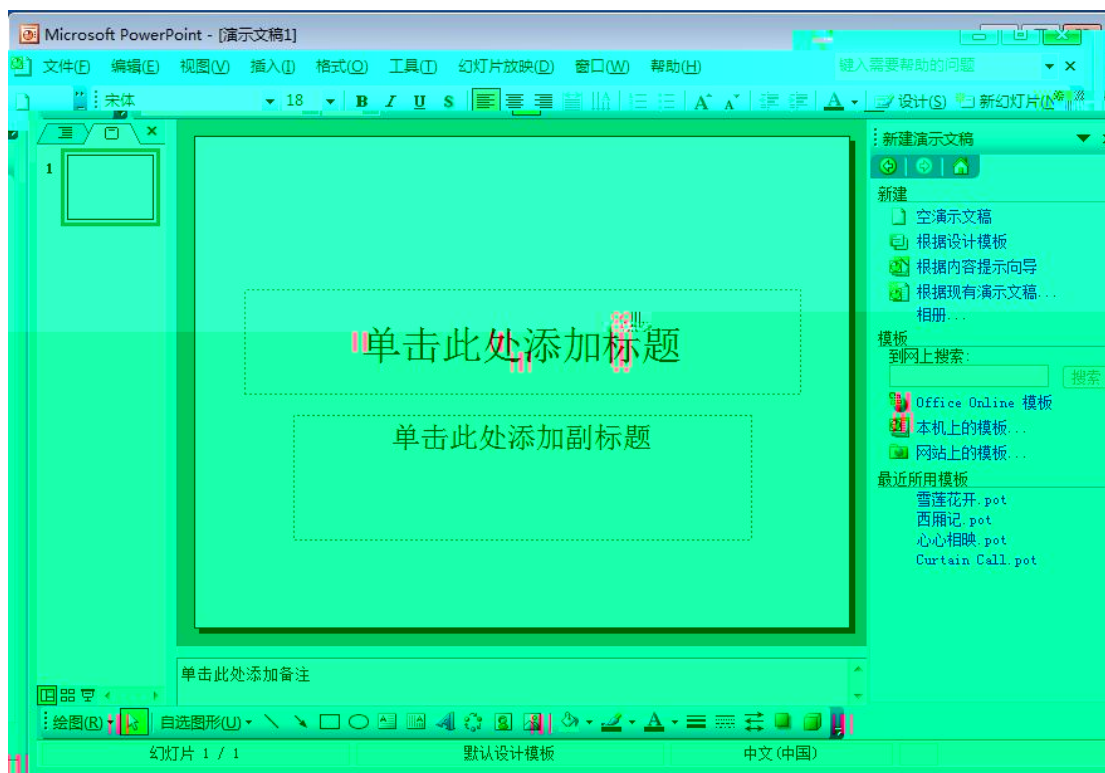 Microsoft PowerPoint - [演示文稿1]
文件(F) 编辑(E) 视图(V) 插入(I) 格式(O) 工具(T) 幻灯片放映(D) 窗口(W) 帮助(H) 键入需要帮助的问题
宋体 18 B I U S A A A 设计(S) 新幻灯片(N)
新建演示文稿
1
新建
空演示文稿
根据设计模板
根据内容提示向导
根据现有演示文稿...
相册...
模板
到网上搜索:
搜索
Office Online 模板
本机上的模板...
网站上的模板...
最近所用模板
雪莲花开.pot
西厢记.pot
心心相映.pot
Curtain Call.pot
单击此处添加标题
单击此处添加副标题
单击此处添加备注
绘图(R) 自选图形(U) A
幻灯片 1 / 1 默认设计模板 中文(中国)